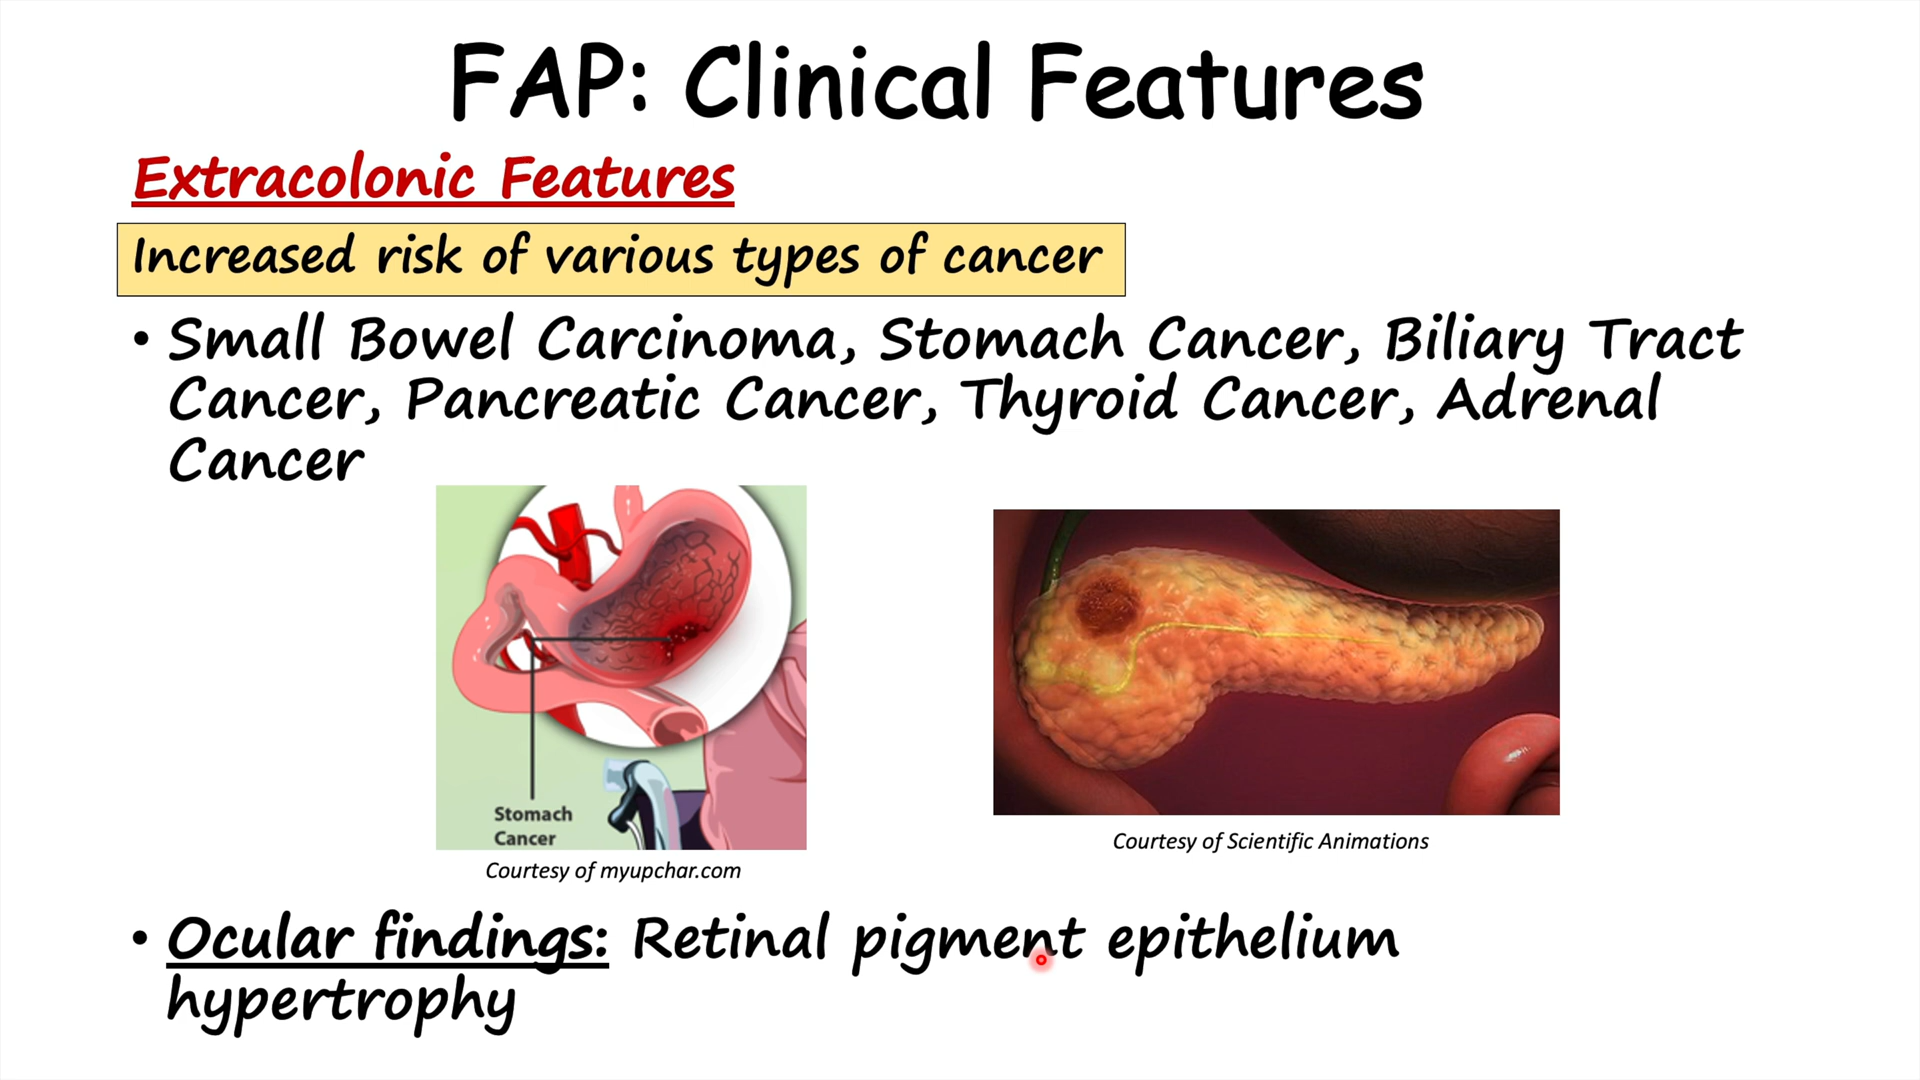 FAP: Clinical Features
Extracolonic Features
Increased risk of various types of cancer
• Small Bowel Carcinoma, Stomach Cancer, Biliary Tract
Cancer, Pancreatic Cancer, Thyroid Cancer, Adrenal
Cancer
Stomach
Cancer
Courtesy of myupchar.com
Courtesy of Scientific Animations
• Ocular findings: Retinal pigment epithelium
hypertrophy